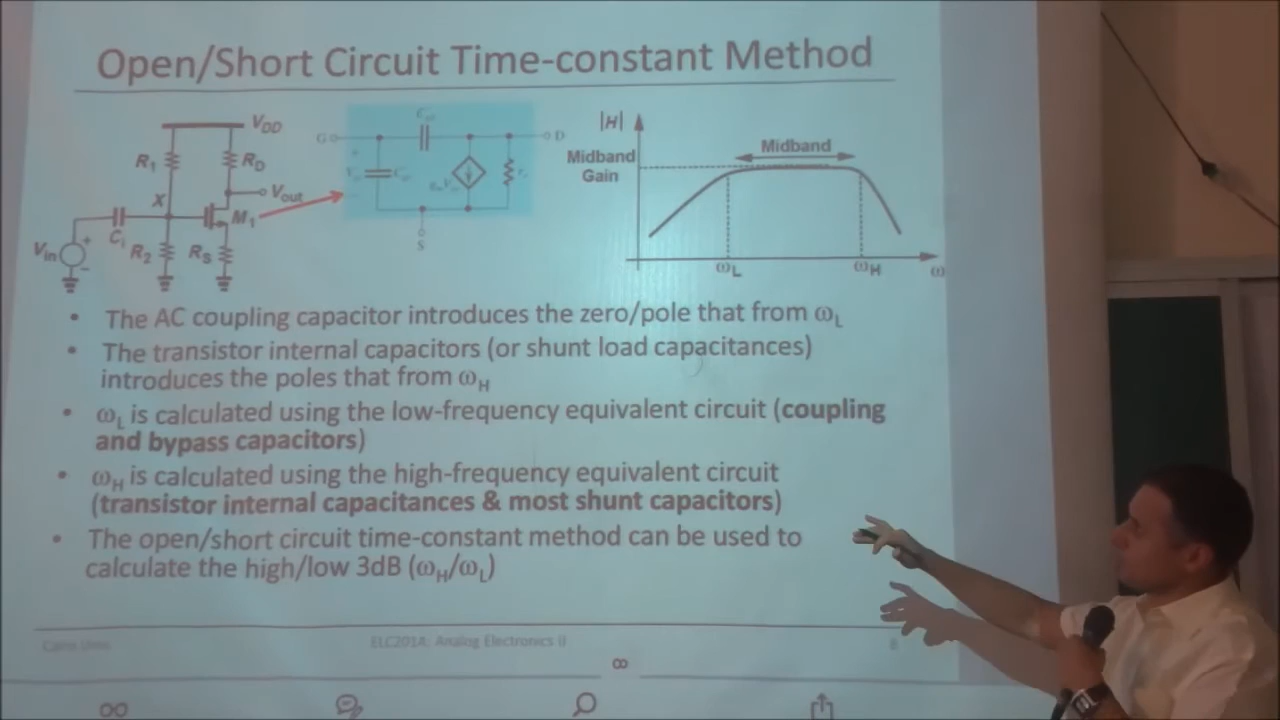 Open/Short Circuit Time-constant Method
VDD
R1
RD
X
Vout
M1
Ci
Vin
R2
RS
G
D
S
|H|
Midband
Gain
Midband
ωL
ωH
ω
• The AC coupling capacitor introduces the zero/pole that from ωL
• The transistor internal capacitors (or shunt load capacitances)
introduces the poles that from ωH
• ωL is calculated using the low-frequency equivalent circuit (coupling
and bypass capacitors)
• ωH is calculated using the high-frequency equivalent circuit
(transistor internal capacitances & most shunt capacitors)
• The open/short circuit time-constant method can be used to
calculate the high/low 3dB (ωH/ωL)
Cairo Univ.
ELC201A: Analog Electronics II
8